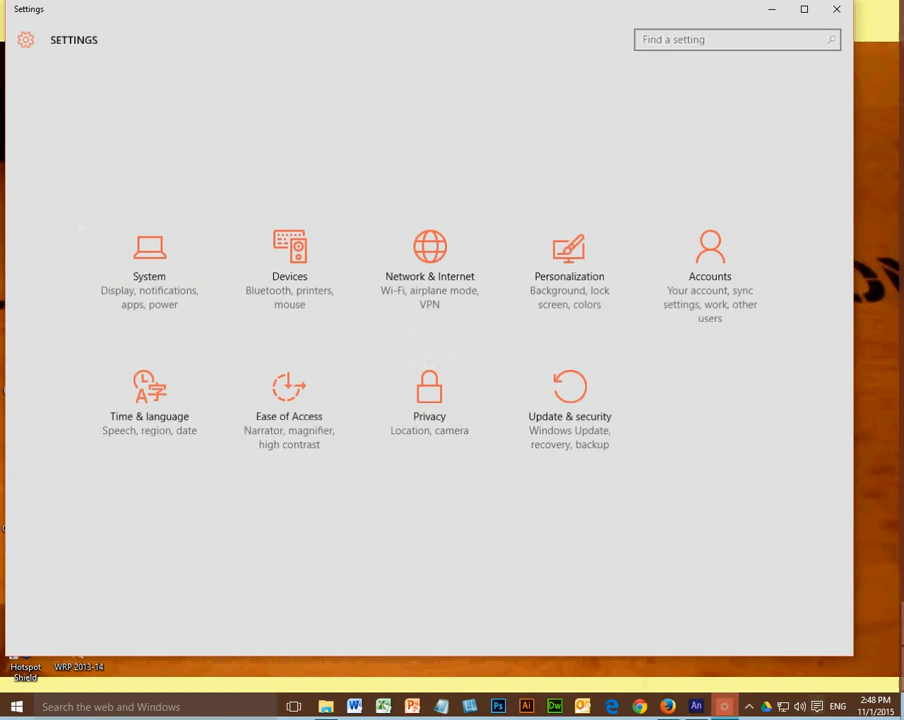 Settings
SETTINGS
Find a setting
System
Display, notifications,
apps, power
Devices
Bluetooth, printers,
mouse
Network & Internet
Wi-Fi, airplane mode,
VPN
Personalization
Background, lock
screen, colors
Accounts
Your account, sync
settings, work, other
users
Time & language
Speech, region, date
Ease of Access
Narrator, magnifier,
high contrast
Privacy
Location, camera
Update & security
Windows Update,
recovery, backup
Hotspot
Shield
WRP 2013-14
Search the web and Windows
ENG
2:48 PM
11/1/2015